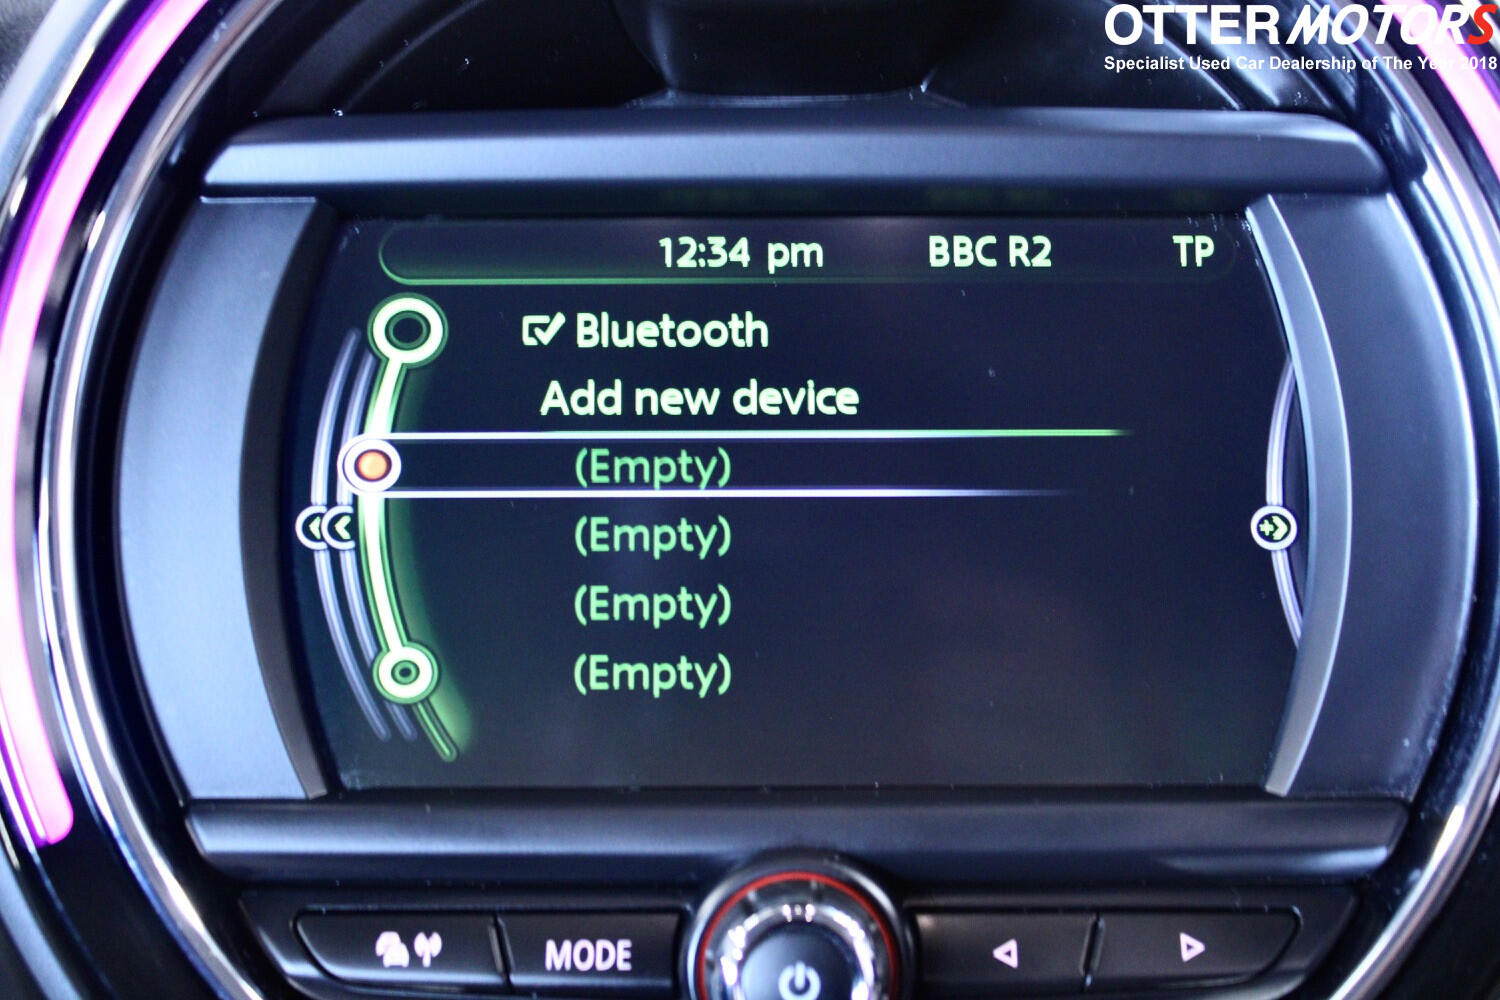 OTTER MOTORS
Specialist Used Car Dealership of The Year 2018
12:34 pm BBC R2 TP
Bluetooth
Add new device
(Empty)
(Empty)
(Empty)
(Empty)
MODE